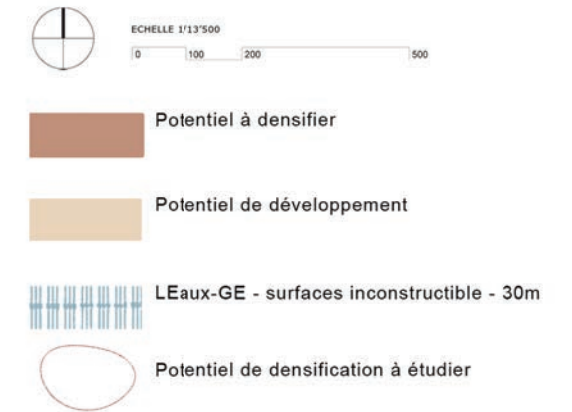 ECHELLE 1/13'500
0 100 200 500
Potentiel à densifier
Potentiel de développement
LEaux-GE - surfaces inconstructible - 30m
Potentiel de densification à étudier